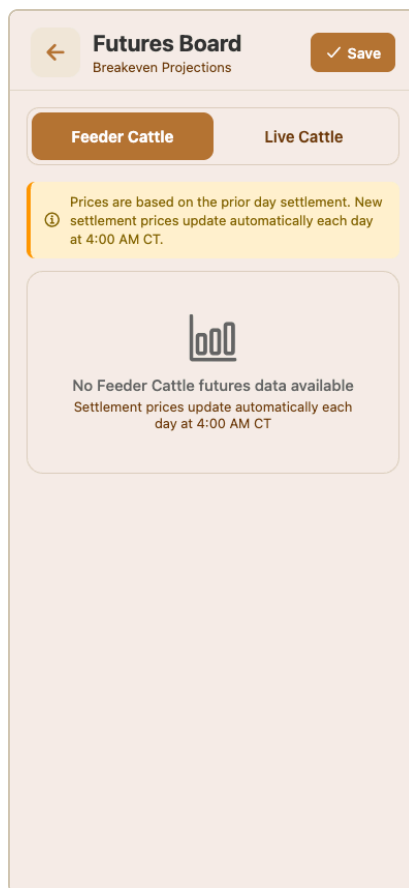 Futures Board
Breakeven Projections
Save
Feeder Cattle
Live Cattle
Prices are based on the prior day settlement. New
settlement prices update automatically each day
at 4:00 AM CT.
No Feeder Cattle futures data available
Settlement prices update automatically each
day at 4:00 AM CT